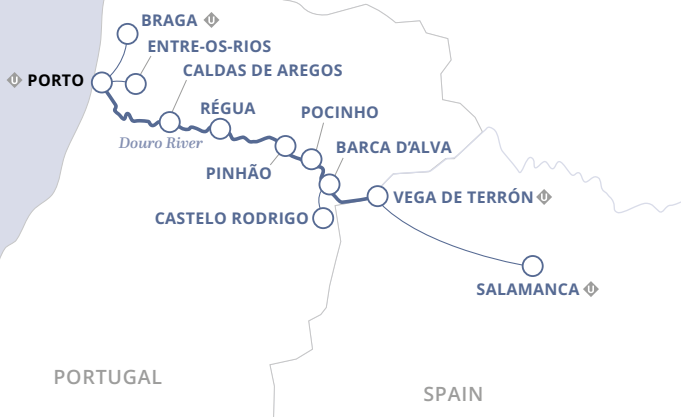 BRAGA U
ENTRE-OS-RIOS
U PORTO
CALDAS DE AREGOS
RÉGUA
POCINHO
Douro River
BARCA D'ALVA
PINHÃO
VEGA DE TERRÓN U
CASTELO RODRIGO
SALAMANCA U
PORTUGAL
SPAIN